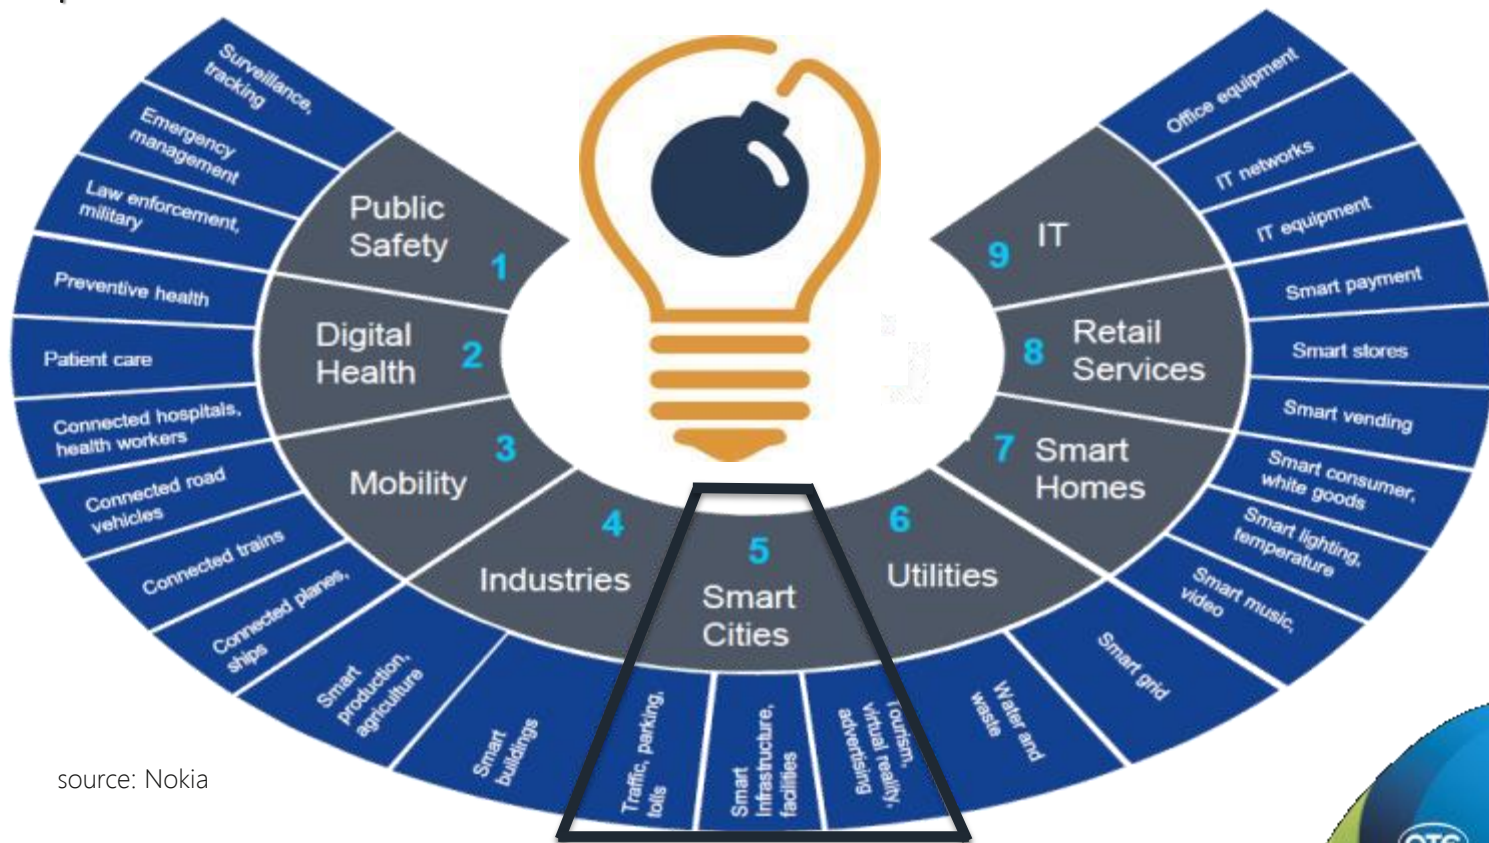 Surveillance,
tracking
Emergency
management
Law enforcement,
military
Preventive health
Patient care
Connected hospitals,
health workers
Connected road
vehicles
Connected trains
Connected planes,
ships
Smart
production,
agriculture
Smart
buildings
Traffic, parking,
tolls
Smart
Infrastructure,
facilities
Tourism,
virtual reality,
advertising
Water and
waste
Smart grid
Smart music,
video
Smart lighting,
temperature
Smart consumer,
white goods
Smart vending
Smart stores
Smart payment
IT equipment
IT networks
Office equipment
Public
Safety
1
Digital
Health
2
Mobility
3
Industries
4
5
Smart
Cities
6
Utilities
7
Smart
Homes
8
Retail
Services
9
IT
source: Nokia